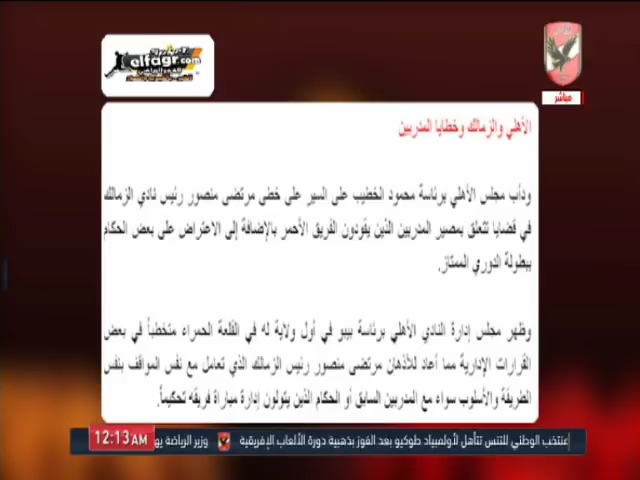 elfagr.com
مباشر
الأهلي والزمالك وخطايا المدربين
ودأب مجلس الأهلي برئاسة محمود الخطيب على السير على خطى مرتضى منصور رئيس نادي الزمالك
في قضايا تتعلق بمصير المدربين الذين يقودون الفريق الأحمر بالإضافة إلى الاعتراض على بعض الحكام
ببطولة الدوري الممتاز.
وظهر مجلس إدارة النادي الأهلي برئاسة بيبو في أول ولاية له في القلعة الحمراء متخبطاً في بعض
القرارات الإدارية مما أعاد للأذهان مرتضى منصور رئيس الزمالك الذي تعامل مع نفس المواقف بنفس
الطريقة والأسلوب سواء مع المدربين السابق أو الحكام الذين يتولون إدارة مباراة فريقه تحكيماً.
منتخب الوطني للتنس تتأهل لأولمبياد طوكيو بعد الفوز بذهبية دورة الألعاب الإفريقية وزير الرياضة يو
12:13 AM